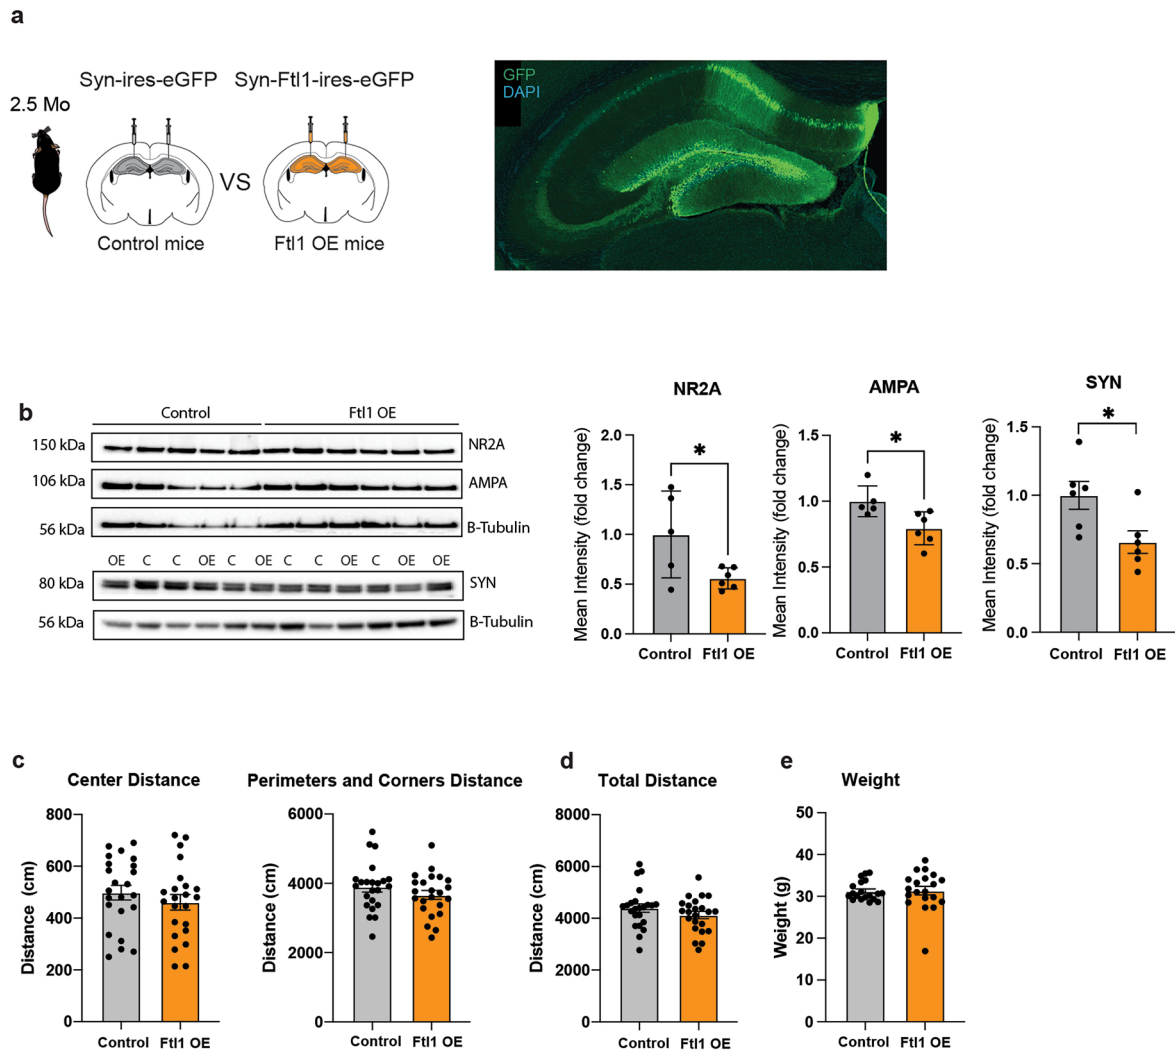 a
Syn-ires-eGFP
Syn-Ftl1-ires-eGFP
2.5 Mo
VS
Control mice
Ftl1 OE mice
GFP
DAPI
b
Control
Ftl1 OE
150 kDa
NR2A
106 kDa
AMPA
56 kDa
B-Tubulin
OE C C OE C OE C C OE C OE OE
80 kDa
SYN
56 kDa
B-Tubulin
NR2A
Mean Intensity (fold change)
2.0
1.5
1.0
0.5
0.0
*
Control
Ftl1 OE
AMPA
Mean Intensity (fold change)
1.5
1.0
0.5
0.0
*
Control
Ftl1 OE
SYN
Mean Intensity (fold change)
1.5
1.0
0.5
0.0
*
Control
Ftl1 OE
c
Center Distance
Distance (cm)
800
600
400
200
0
Control
Ftl1 OE
Perimeters and Corners Distance
Distance (cm)
6000
4000
2000
0
Control
Ftl1 OE
d
Total Distance
Distance (cm)
8000
6000
4000
2000
0
Control
Ftl1 OE
e
Weight
Weight (g)
50
40
30
20
10
0
Control
Ftl1 OE